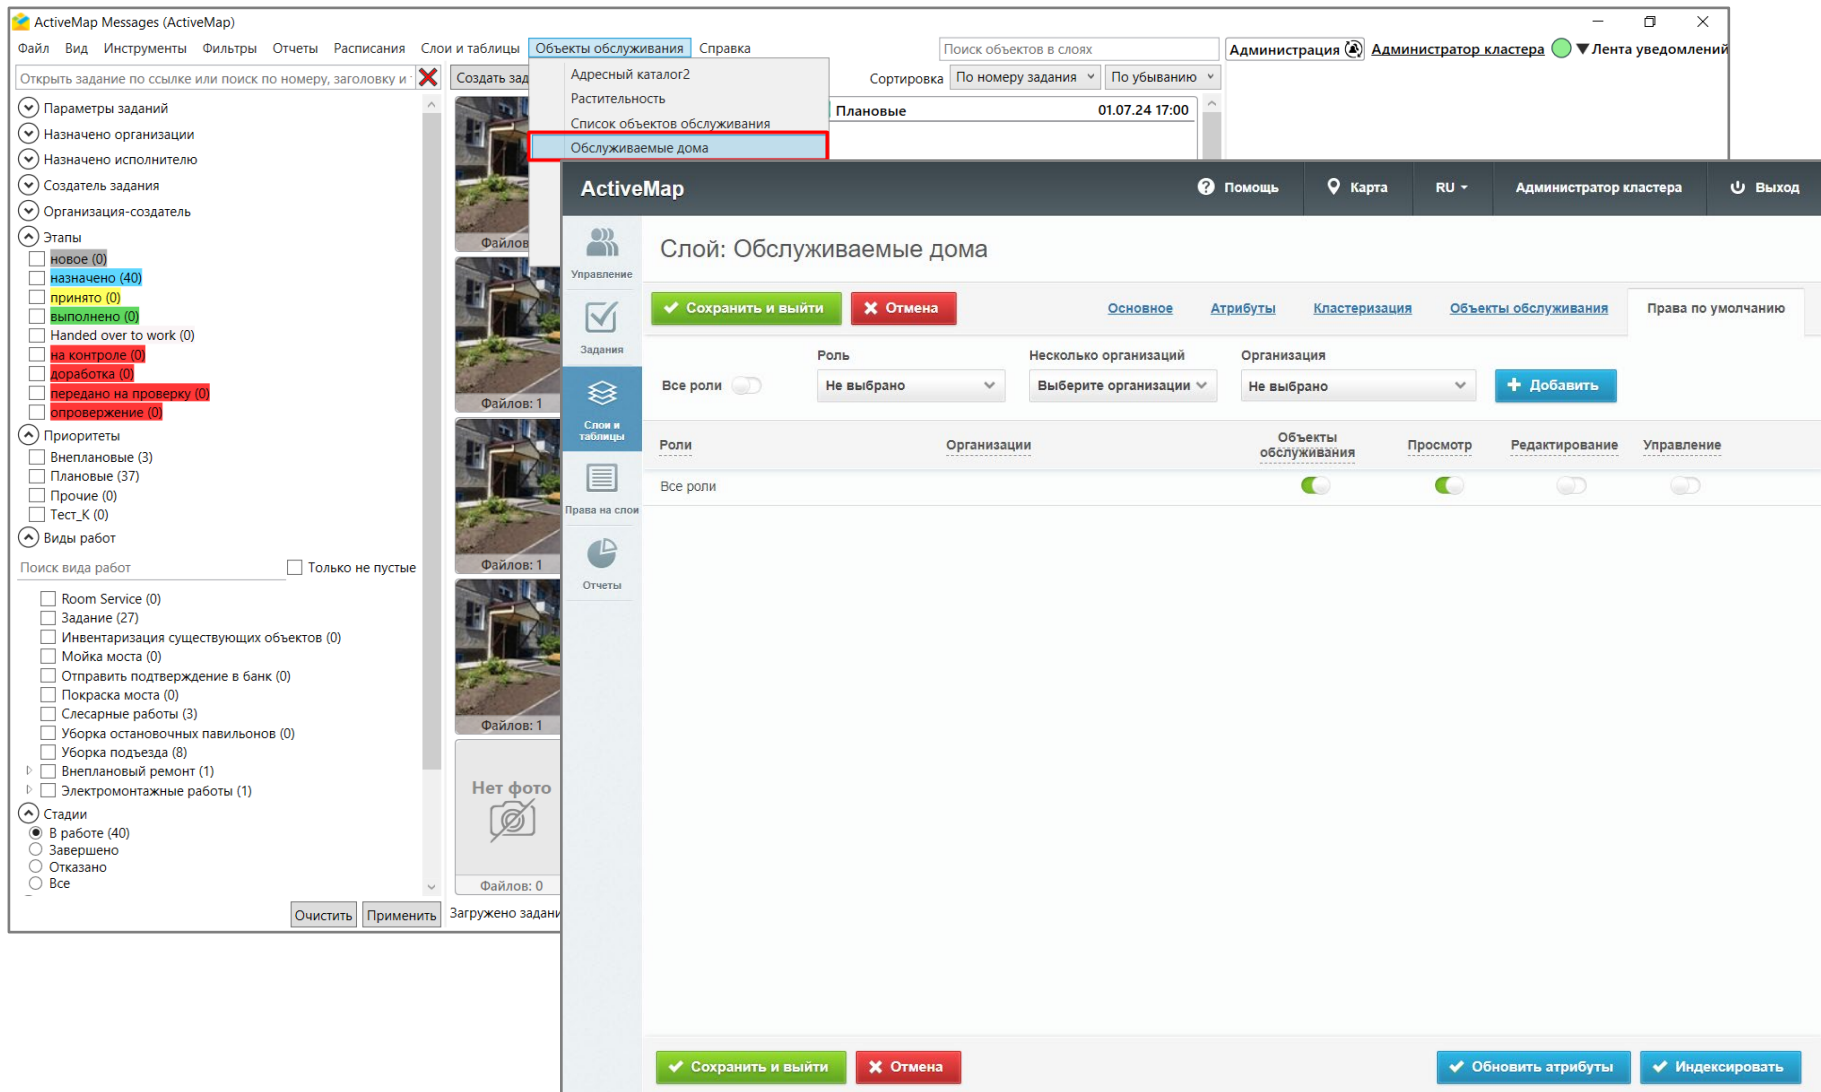 ActiveMap Messages (ActiveMap)
Файл Вид Инструменты Фильтры Отчеты Расписания Слои и таблицы Объекты обслуживания Справка
Поиск объектов в слоях
Администрация
Администратор кластера
Лента уведомлений
Открыть задание по ссылке или поиск по номеру, заголовку и
Создать зад
Адресный каталог2
Растительность
Список объектов обслуживания
Обслуживаемые дома
Сортировка По номеру задания По убыванию
Плановые 01.07.24 17:00
Параметры заданий
Назначено организации
Назначено исполнителю
Создатель задания
Организация-создатель
Этапы
новое (0)
назначено (40)
принято (0)
выполнено (0)
Handed over to work (0)
на контроле (0)
доработка (0)
передано на проверку (0)
опровержение (0)
Приоритеты
Внеплановые (3)
Плановые (37)
Прочие (0)
Тест_К (0)
Виды работ
Поиск вида работ
Только не пустые
Room Service (0)
Задание (27)
Инвентаризация существующих объектов (0)
Мойка моста (0)
Отправить подтверждение в банк (0)
Покраска моста (0)
Слесарные работы (3)
Уборка остановочных павильонов (0)
Уборка подъезда (8)
Внеплановый ремонт (1)
Электромонтажные работы (1)
Стадии
В работе (40)
Завершено
Отказано
Все
Очистить Применить
Файлов
Файлов: 1
Файлов: 1
Файлов: 1
Нет фото
Файлов: 0
Загружено задани
ActiveMap
Помощь
Карта
RU
Администратор кластера
Выход
Управление
Задания
Слои и
таблицы
Права на слои
Отчеты
Слой: Обслуживаемые дома
Сохранить и выйти
Отмена
Основное Атрибуты Кластеризация Объекты обслуживания Права по умолчанию
Все роли
Роль
Не выбрано
Несколько организаций
Выберите организации
Организация
Не выбрано
Добавить
Роли
Организации
Объекты
обслуживания
Просмотр
Редактирование
Управление
Все роли
Сохранить и выйти
Отмена
Обновить атрибуты
Индексировать